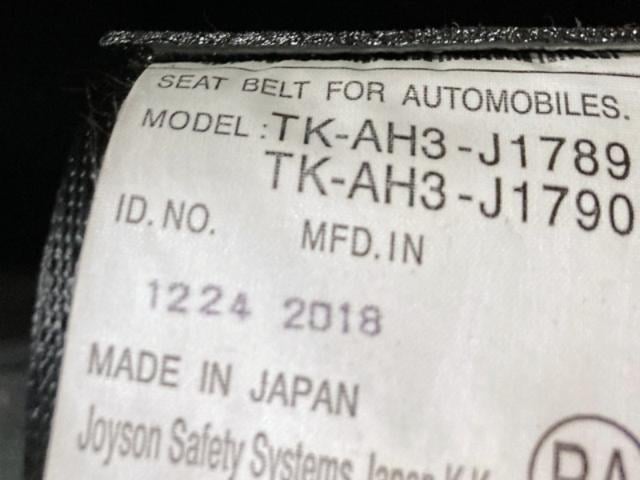 SEAT BELT FOR AUTOMOBILES.
MODEL : TK-AH3-J1789
TK-AH3-J1790
ID. NO. MFD. IN
1224 2018
MADE IN JAPAN
Joyson Safety Systems Japan K.K.